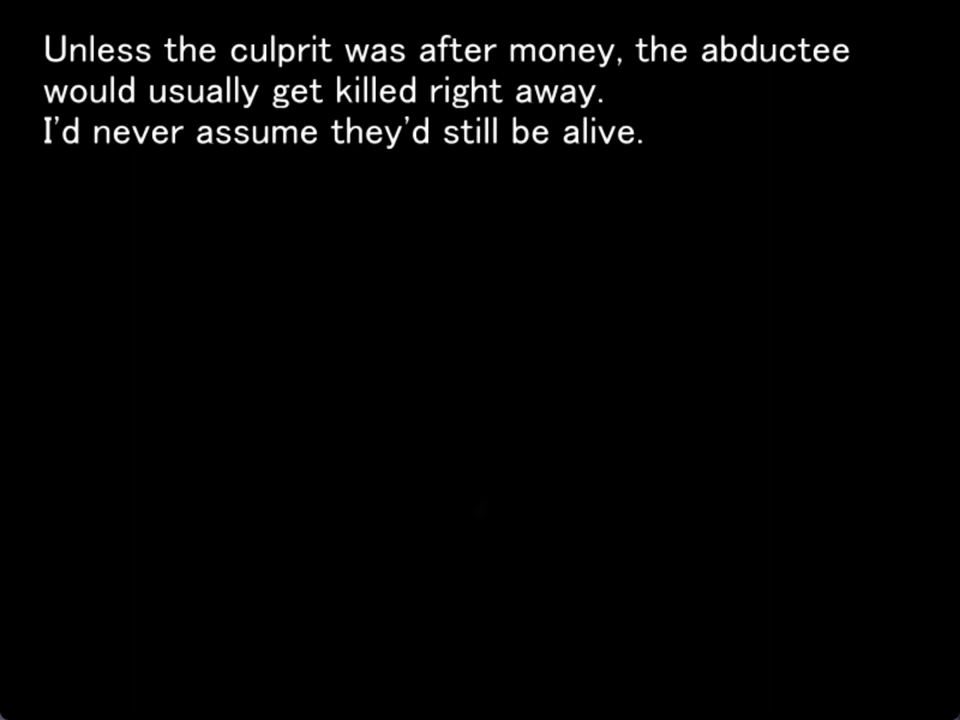 Unless the culprit was after money, the abductee
would usually get killed right away.
I'd never assume they'd still be alive.